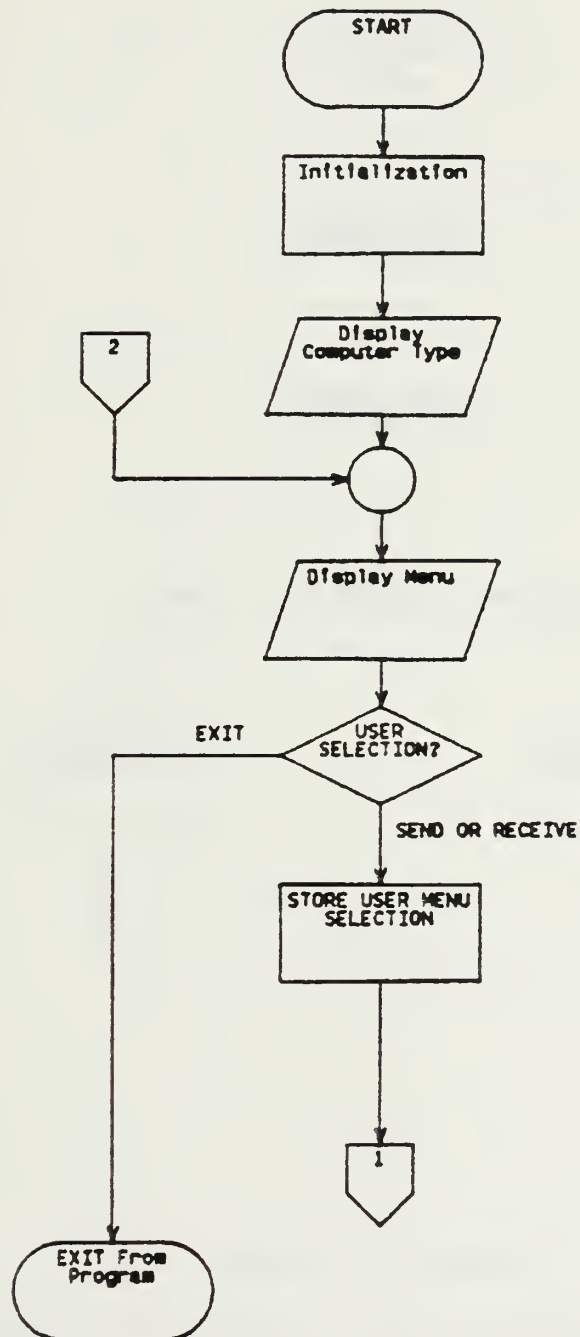 START
Initialization
Display
Computer Type
2
Display Menu
EXIT
USER
SELECTION?
SEND OR RECEIVE
STORE USER MENU
SELECTION
1
EXIT From
Program